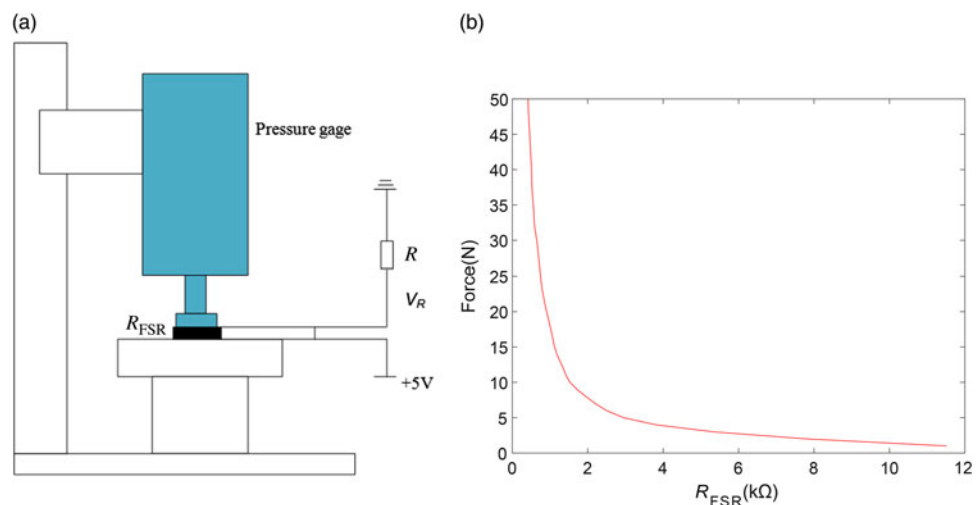 (a)
Pressure gage
R
V_R
R_FSR
+5V
(b)
50
45
40
35
30
25
20
15
10
5
0
Force(N)
0 2 4 6 8 10 12
R_FSR(kΩ)